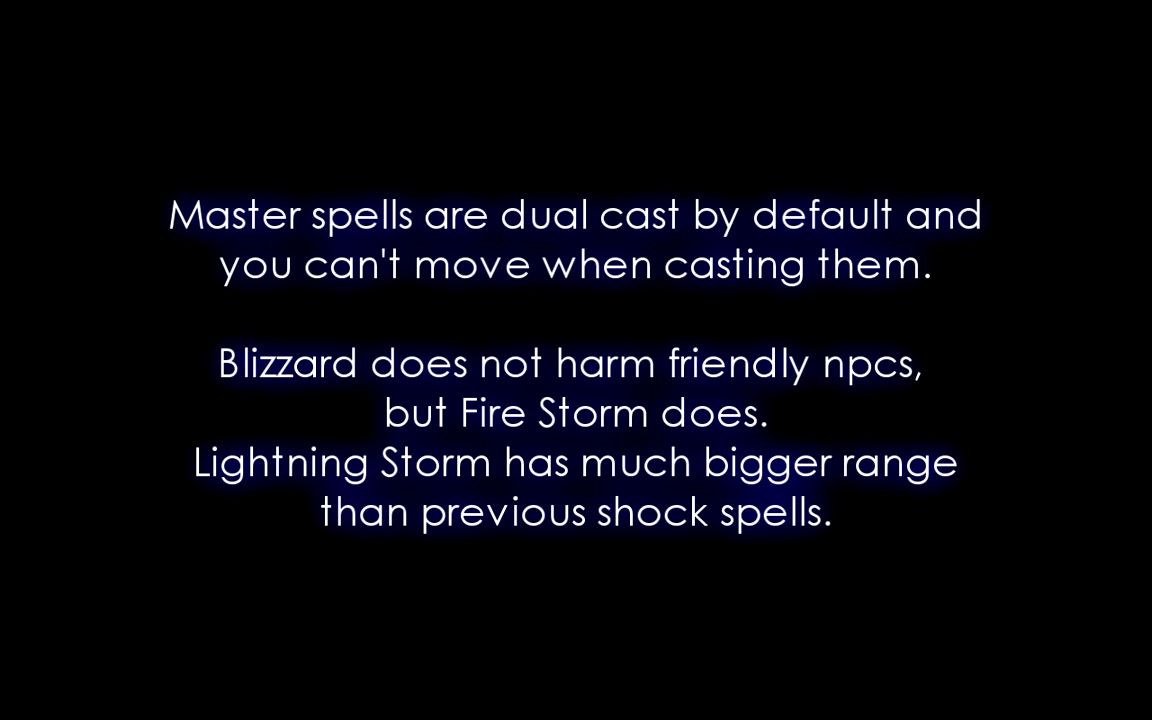 Master spells are dual cast by default and
you can't move when casting them.
Blizzard does not harm friendly npcs,
but Fire Storm does.
Lightning Storm has much bigger range
than previous shock spells.